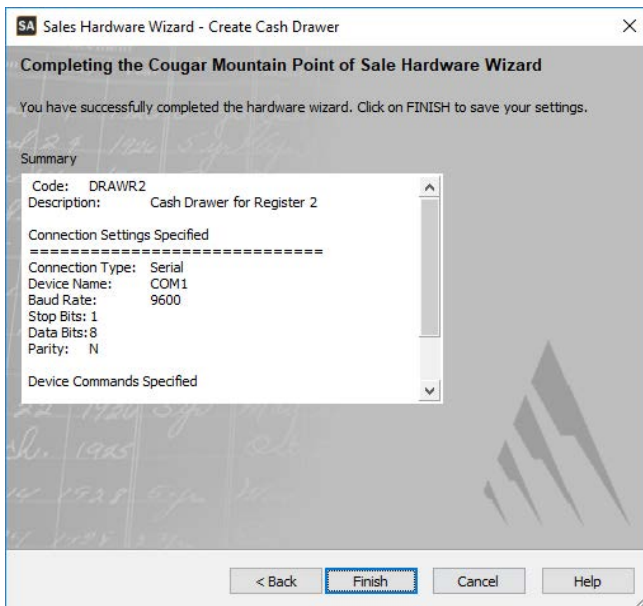 SA Sales Hardware Wizard - Create Cash Drawer
Completing the Cougar Mountain Point of Sale Hardware Wizard
You have successfully completed the hardware wizard. Click on FINISH to save your settings.
Summary
Code: DRAWR2
Description: Cash Drawer for Register 2
Connection Settings Specified
==============================
Connection Type: Serial
Device Name: COM1
Baud Rate: 9600
Stop Bits: 1
Data Bits:8
Parity: N
Device Commands Specified
1925
< Back Finish Cancel Help